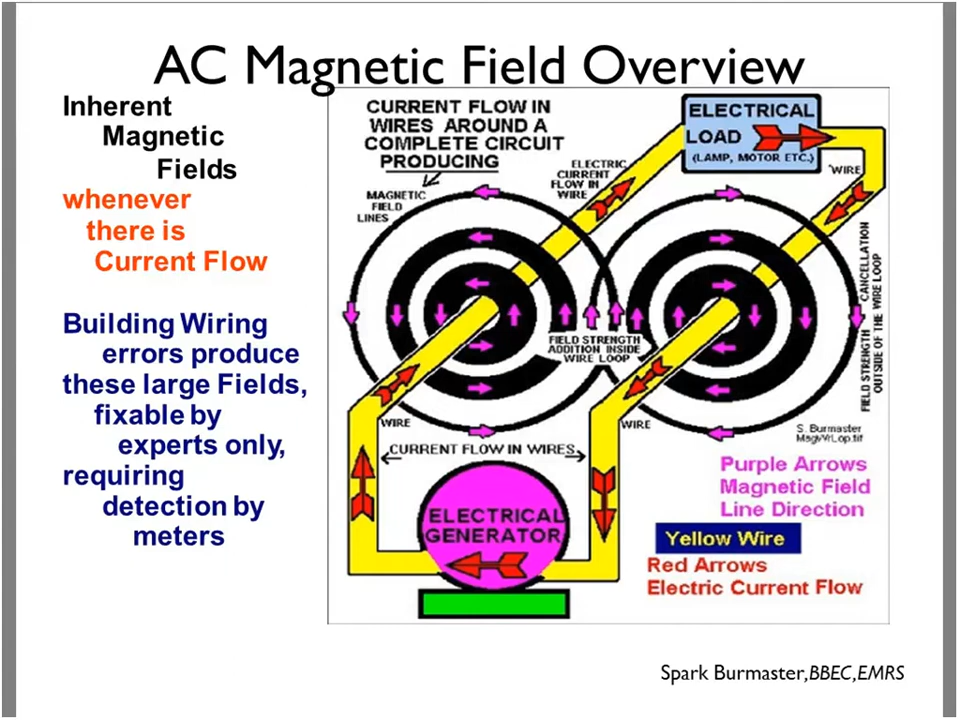 AC Magnetic Field Overview
Inherent
Magnetic
Fields
whenever
there is
Current Flow
Building Wiring
errors produce
these large Fields,
fixable by
experts only,
requiring
detection by
meters
CURRENT FLOW IN
WIRES AROUND A
COMPLETE CIRCUIT
PRODUCING
MAGNETIC
FIELD
LINES
ELECTRIC
CURRENT
FLOW IN
WIRE
ELECTRICAL
LOAD
(LAMP, MOTOR ETC.)
WIRE
FIELD STRENGTH CANCELLATION
OUTSIDE OF THE WIRE LOOP
FIELD STRENGTH
ADDITION INSIDE
WIRE LOOP
WIRE
WIRE
CURRENT FLOW IN WIRES
S. Burmaster
MsgVrLop.tif
ELECTRICAL
GENERATOR
Purple Arrows
Magnetic Field
Line Direction
Yellow Wire
Red Arrows
Electric Current Flow
Spark Burmaster,BBEC,EMRS